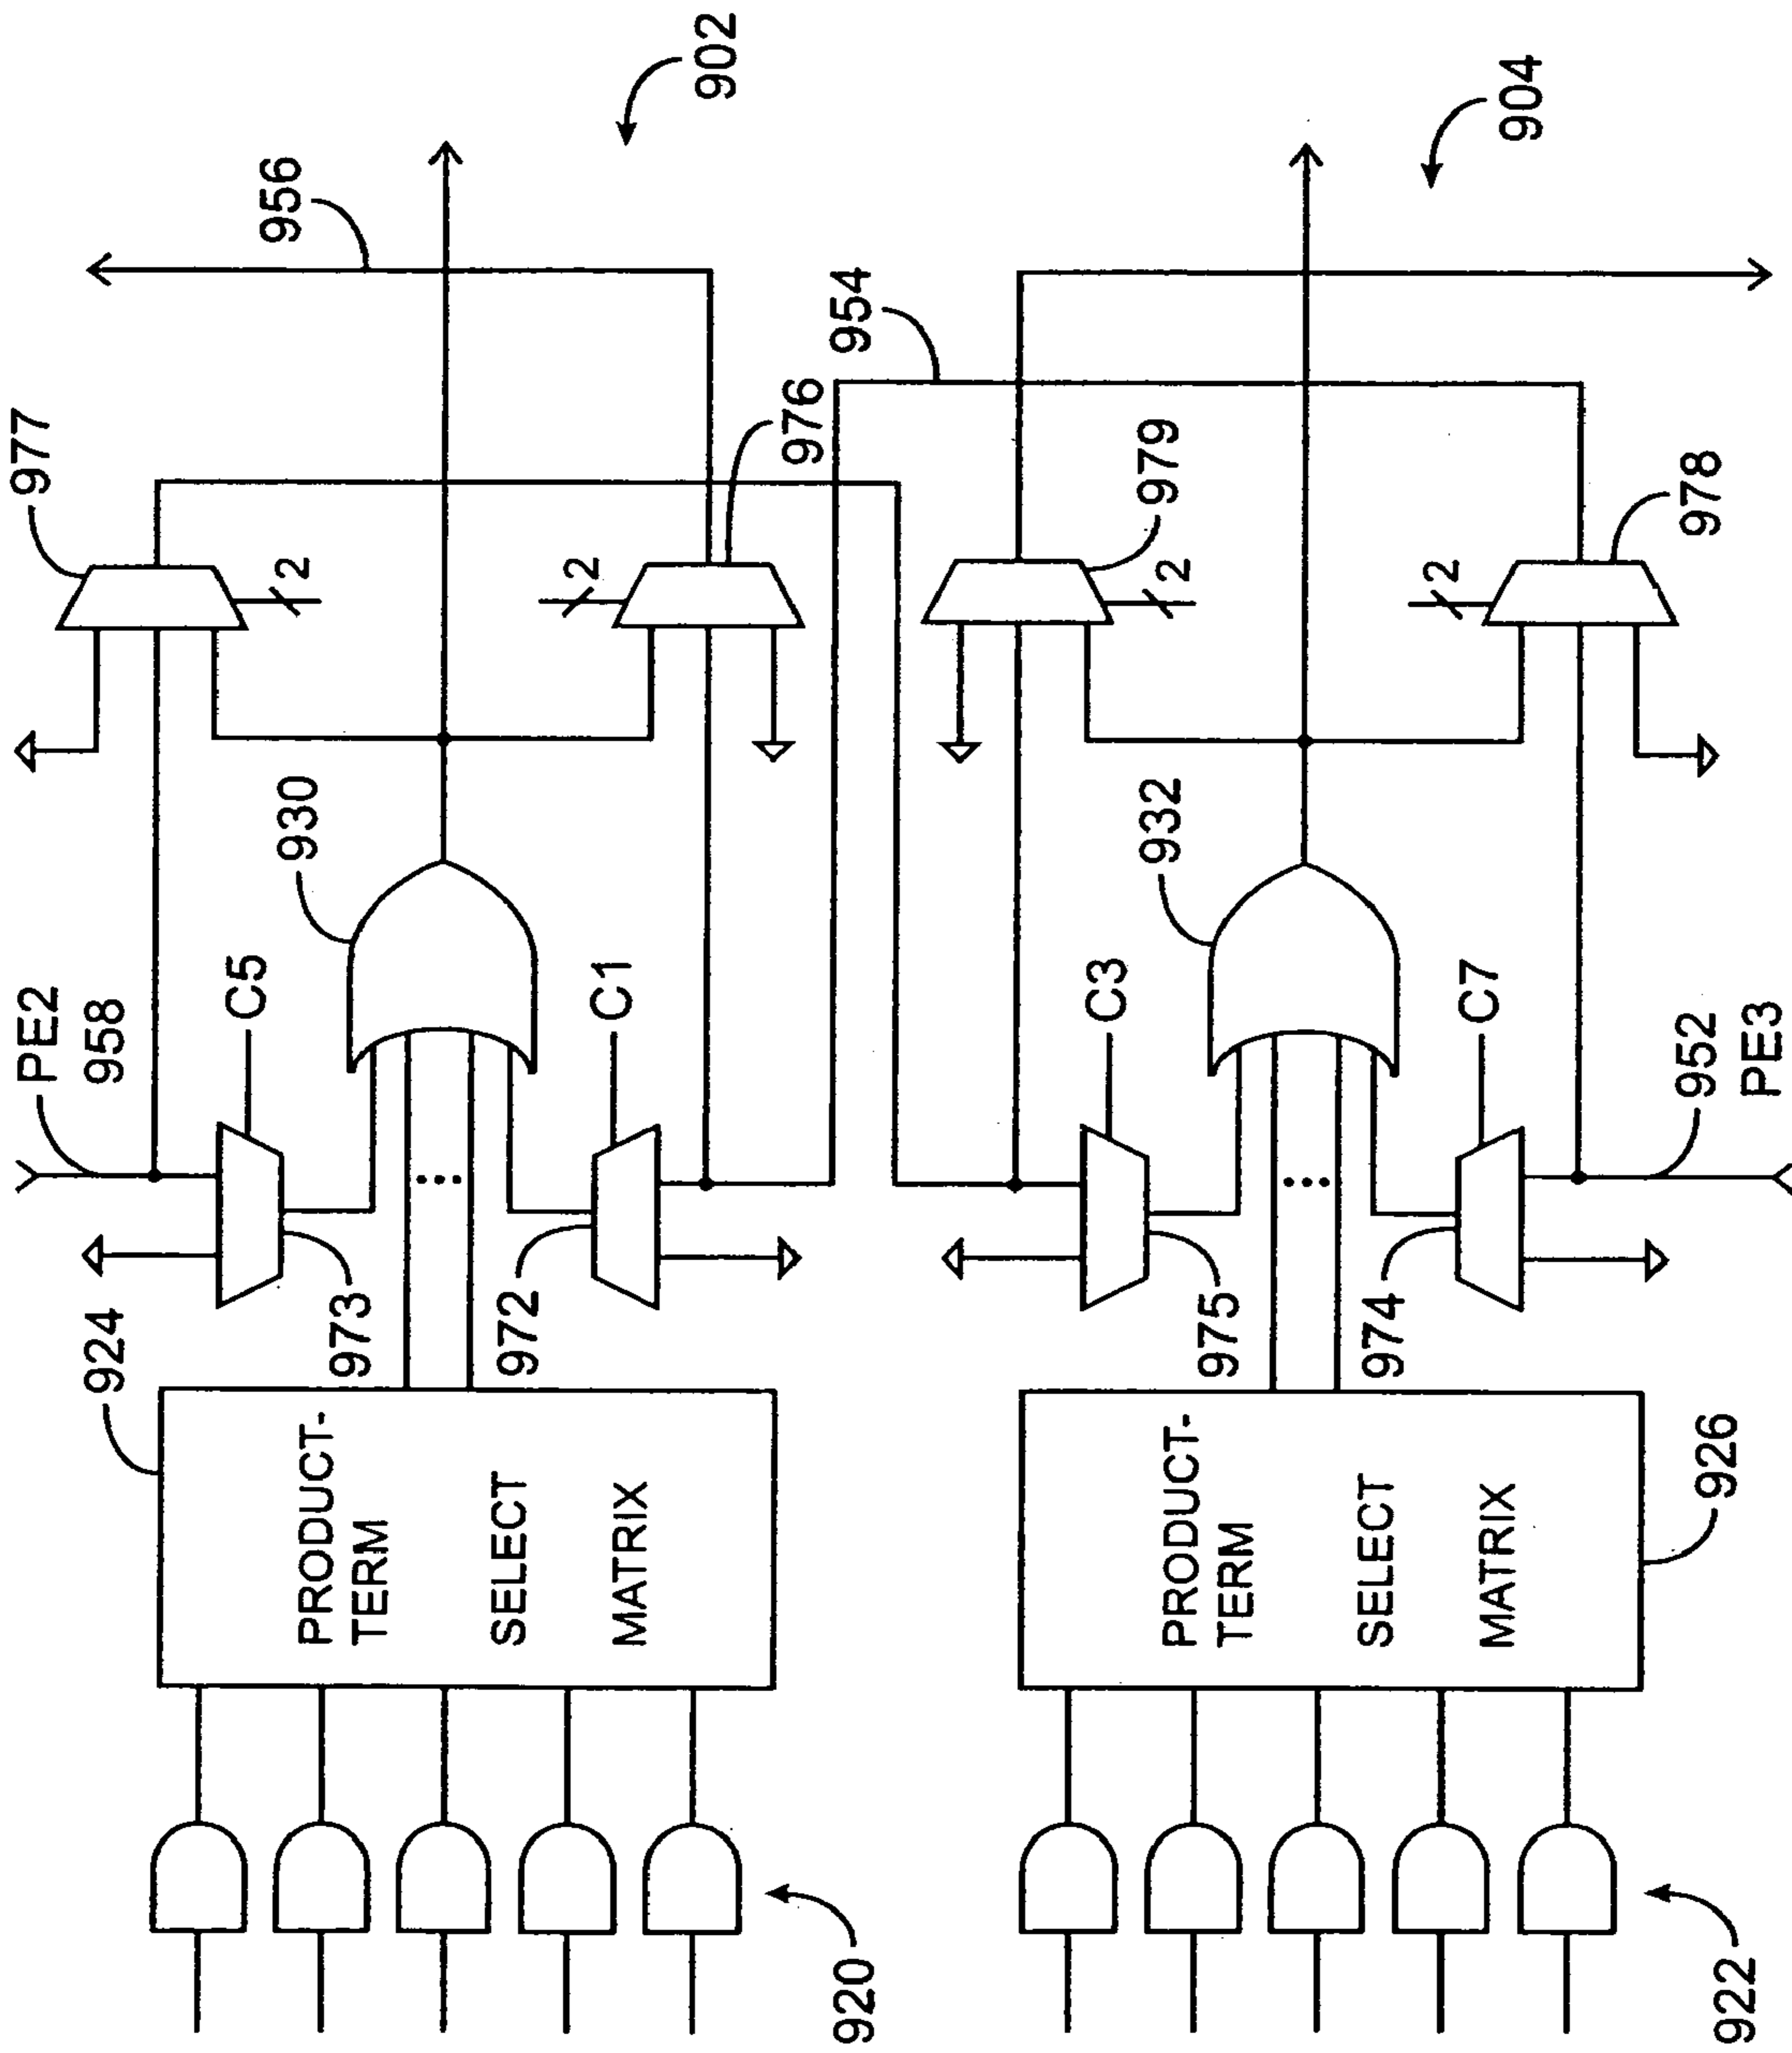 902
904
956
954
977
976
979
978
2
2
2
2
930
932
PE2
958
C5
C1
C3
C7
952
PE3
924
973
972
975
974
PRODUCT-
TERM
SELECT
MATRIX
PRODUCT-
TERM
SELECT
MATRIX
926
920
922